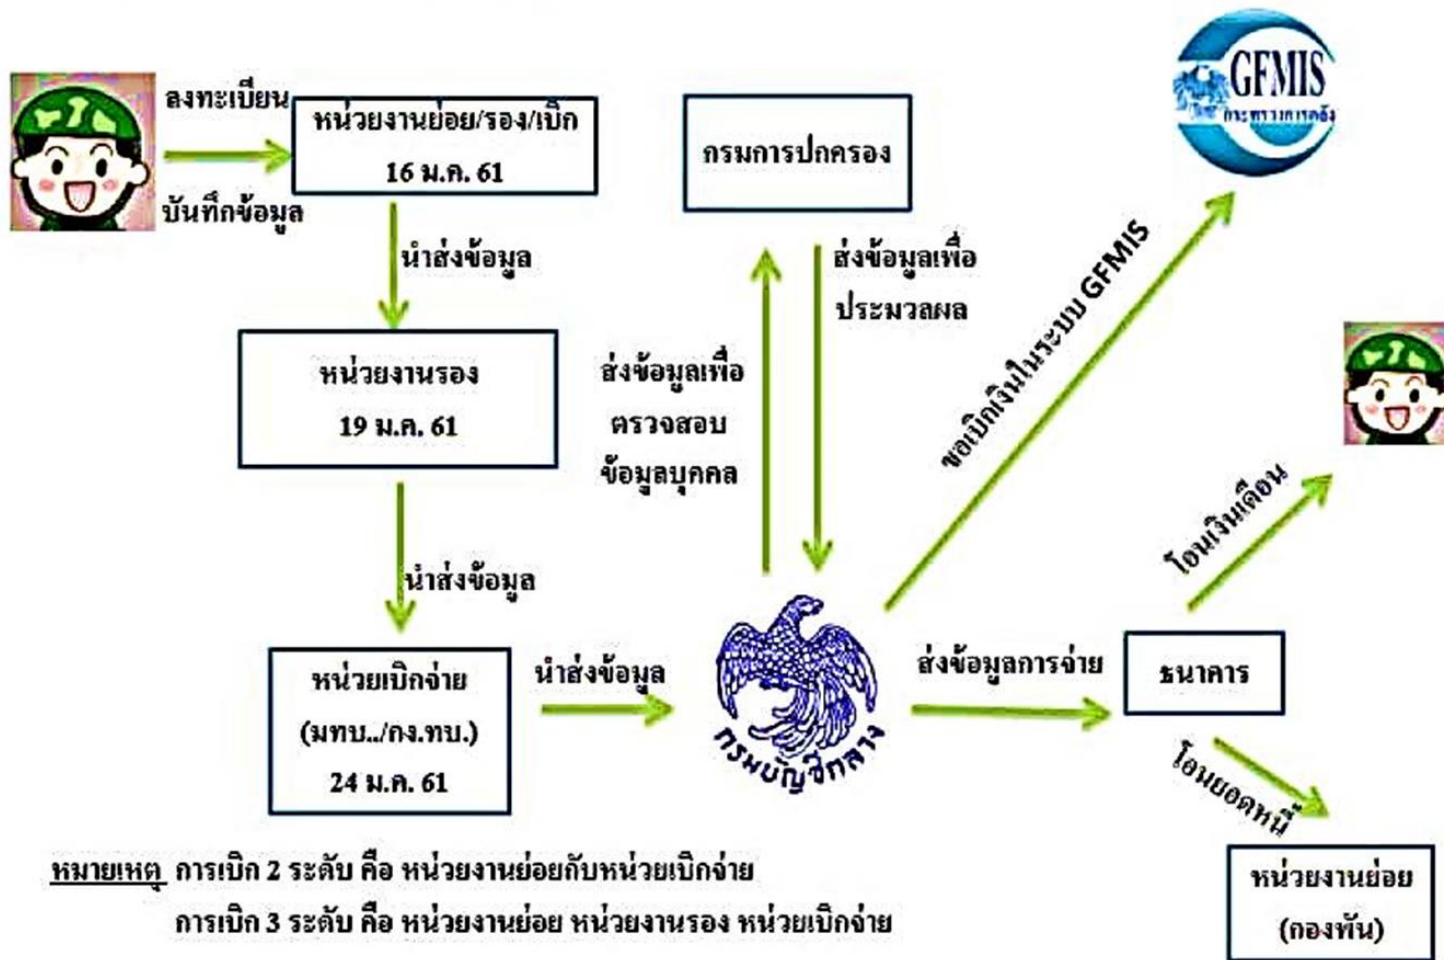 ลงทะเบียน
บันทึกข้อมูล
หน่วยงานย่อย/รอง/เบิก
16 ม.ค. 61
นำส่งข้อมูล
หน่วยงานรอง
19 ม.ค. 61
นำส่งข้อมูล
หน่วยเบิกจ่าย
(มทบ../กง.ทบ.)
24 ม.ค. 61
นำส่งข้อมูล
กรมการปกครอง
ส่งข้อมูลเพื่อ
ตรวจสอบ
ข้อมูลบุคคล
ส่งข้อมูลเพื่อ
ประมวลผล
กรมบัญชีกลาง
ขอเบิกเงินในระบบ GFMIS
GFMIS
กระทรวงการคลัง
ส่งข้อมูลการจ่าย
ธนาคาร
โอนเงินเดือน
โอนยอดหนี้
หน่วยงานย่อย
(กองพัน)
หมายเหตุ การเบิก 2 ระดับ คือ หน่วยงานย่อยกับหน่วยเบิกจ่าย
การเบิก 3 ระดับ คือ หน่วยงานย่อย หน่วยงานรอง หน่วยเบิกจ่าย